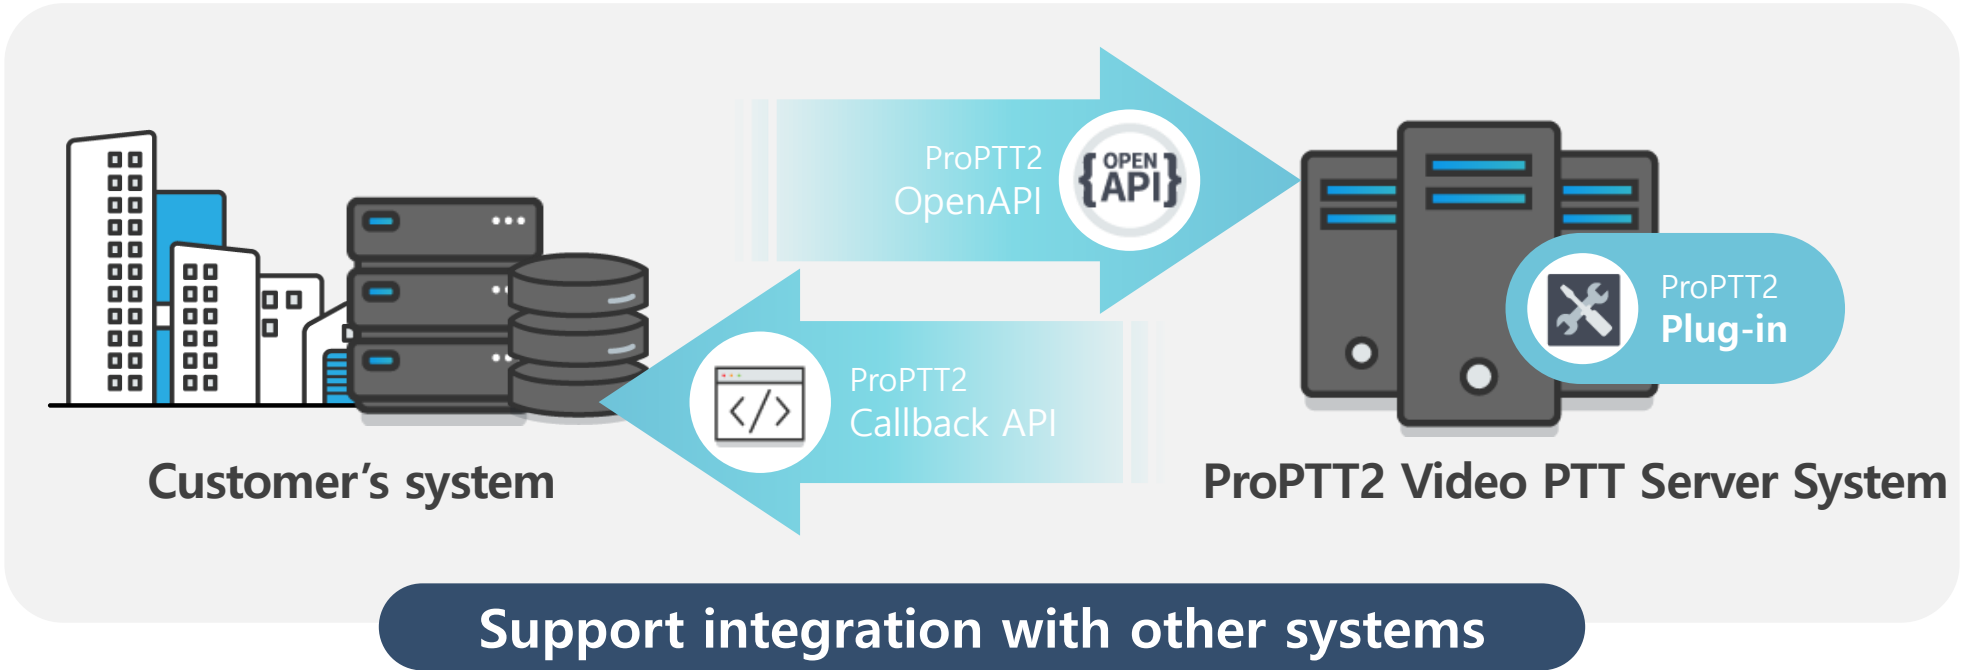 ProPTT2
OpenAPI
{OPEN
API}
ProPTT2
Plug-in
ProPTT2
Callback API
</>
Customer’s system
ProPTT2 Video PTT Server System
Support integration with other systems